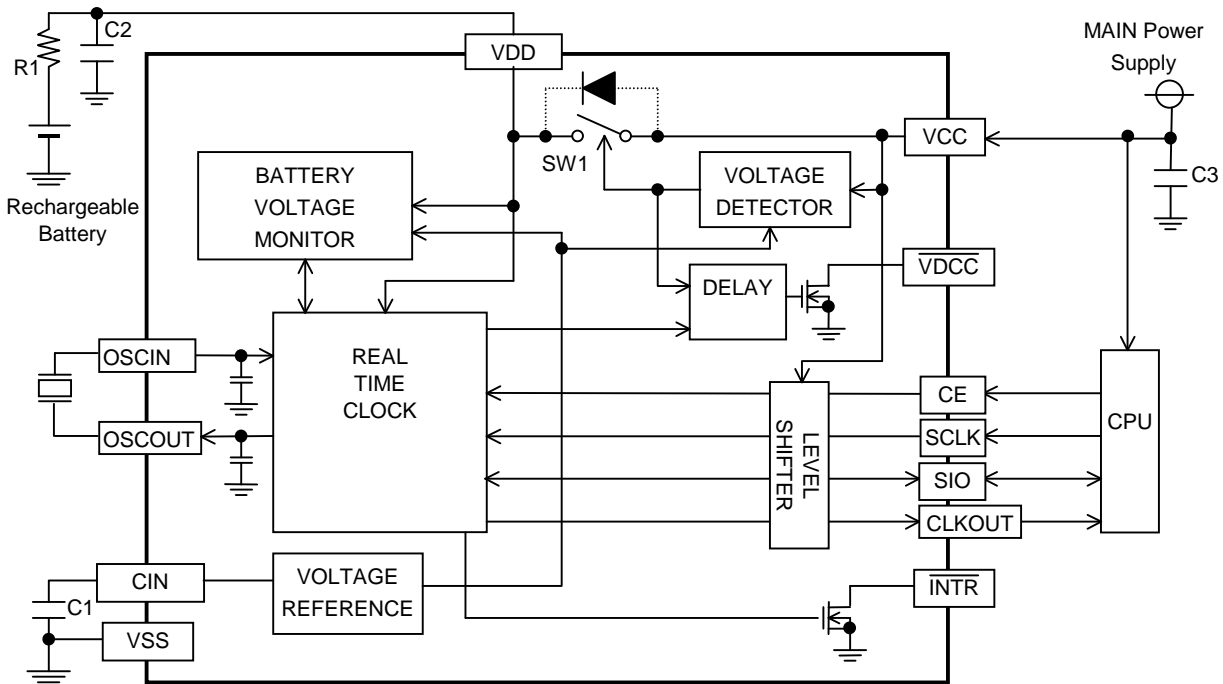 C2
R1
VDD
MAIN Power
Supply
SW1
VCC
C3
BATTERY
VOLTAGE
MONITOR
VOLTAGE
DETECTOR
Rechargeable
Battery
VDCC
DELAY
OSCIN
REAL
TIME
CLOCK
OSCOUT
LEVEL
SHIFTER
CE
SCLK
SIO
CLKOUT
CPU
CIN
VOLTAGE
REFERENCE
INTR
C1
VSS